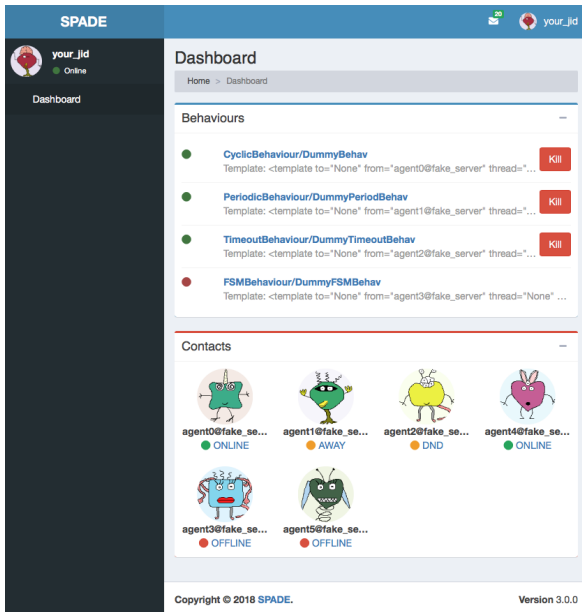 SPADE
20
your_jid
your_jid
Online
Dashboard
Dashboard
Home > Dashboard
Behaviours
CyclicBehaviour/DummyBehav
Template: <template to="None" from="agent0@fake_server" thread="...
Kill
PeriodicBehaviour/DummyPeriodBehav
Template: <template to="None" from="agent1@fake_server" thread="...
Kill
TimeoutBehaviour/DummyTimeoutBehav
Template: <template to="None" from="agent2@fake_server" thread="...
Kill
FSMBehaviour/DummyFSMBehav
Template: <template to="None" from="agent3@fake_server" thread="None" ...
Contacts
agent0@fake_se... agent1@fake_se... agent2@fake_se... agent4@fake_se...
ONLINE AWAY DND ONLINE
agent3@fake_se... agent5@fake_se...
OFFLINE OFFLINE
Copyright © 2018 SPADE. Version 3.0.0